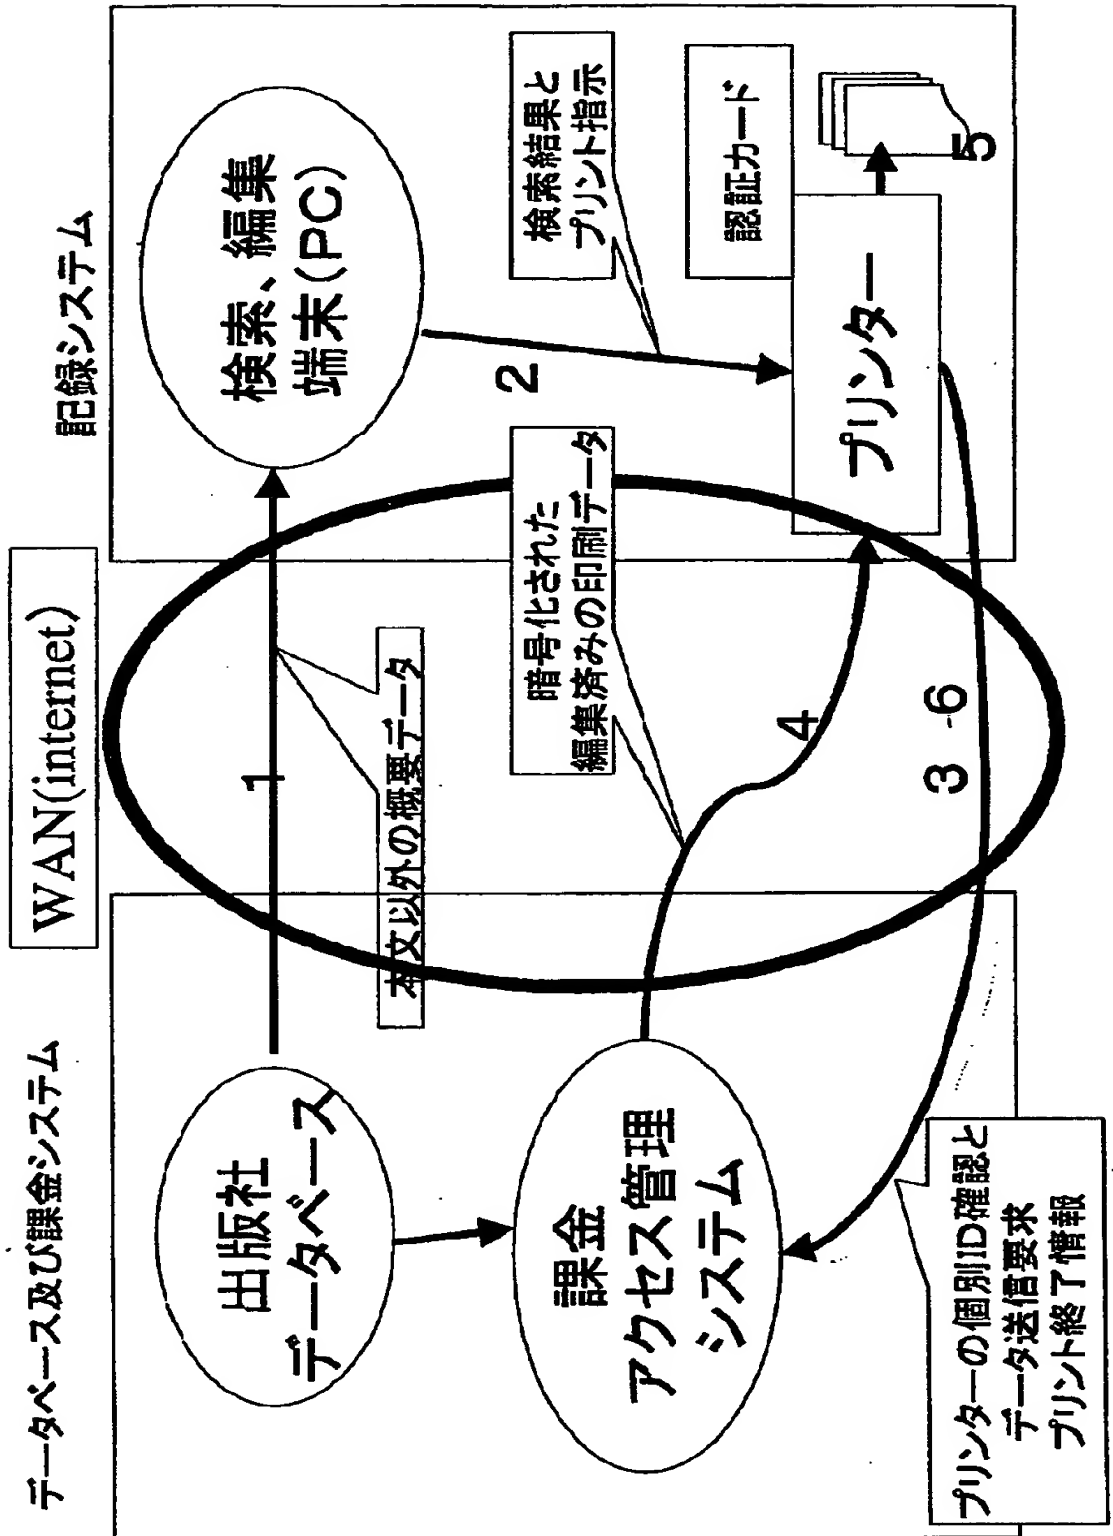 データベース及び課金システム
WAN(internet)
記録システム
出版社
データベース
1
本文以外の概要データ
検索、編集
端末(PC)
課金
アクセス管理
システム
暗号化された
編集済みの印刷データ
2
検索結果と
プリント指示
4
認証カード
プリンター
5
3
6
プリンターの個別ID確認と
データ送信要求
プリント終了情報